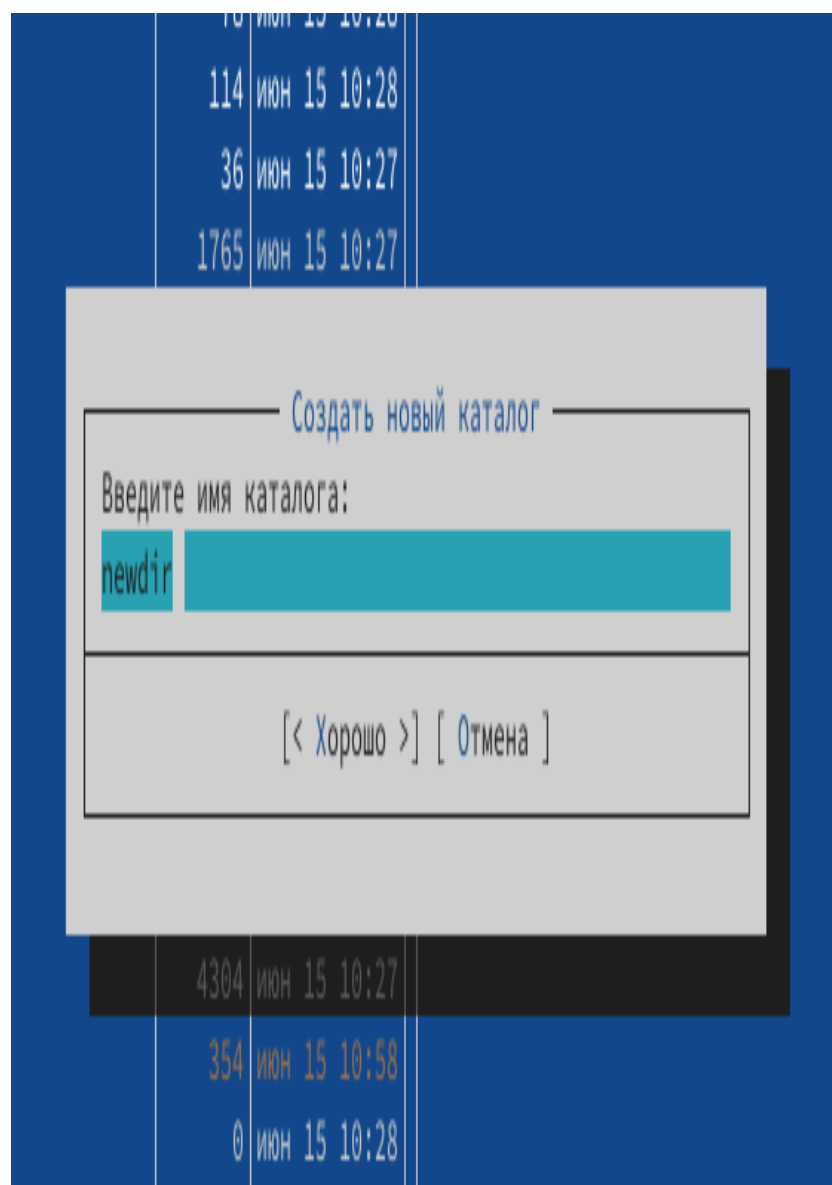 114 июн 15 10:28
36 июн 15 10:27
1765 июн 15 10:27
Создать новый каталог
Введите имя каталога:
newdir
[< Хорошо >] [ Отмена ]
4304 июн 15 10:27
354 июн 15 10:58
0 июн 15 10:28